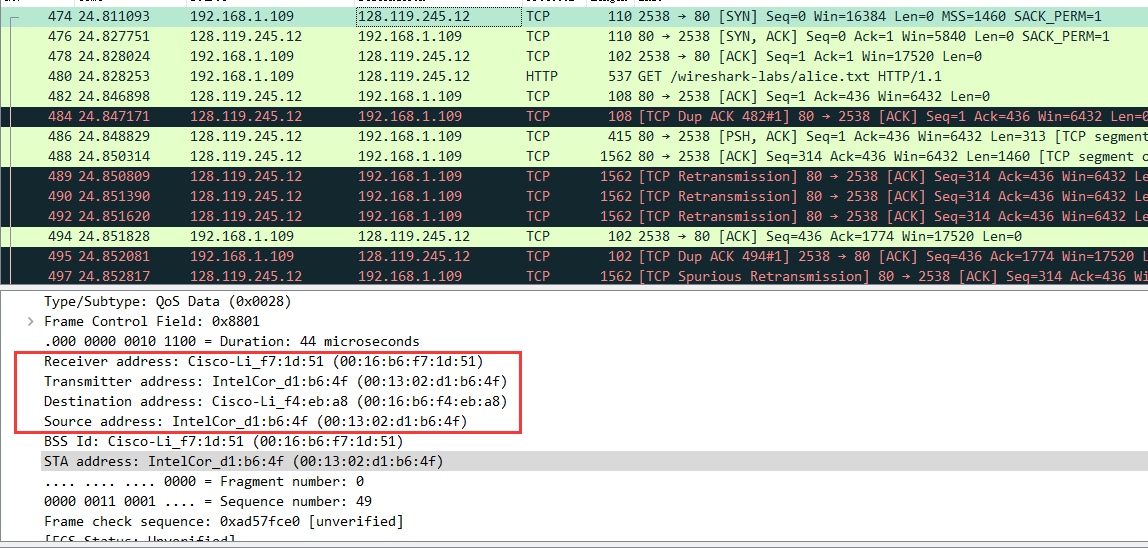 474 24.811093 192.168.1.109 128.119.245.12 TCP 110 2538 → 80 [SYN] Seq=0 Win=16384 Len=0 MSS=1460 SACK_PERM=1
476 24.827751 128.119.245.12 192.168.1.109 TCP 110 80 → 2538 [SYN, ACK] Seq=0 Ack=1 Win=5840 Len=0 SACK_PERM=1
478 24.828024 192.168.1.109 128.119.245.12 TCP 102 2538 → 80 [ACK] Seq=1 Ack=1 Win=17520 Len=0
480 24.828253 192.168.1.109 128.119.245.12 HTTP 537 GET /wireshark-labs/alice.txt HTTP/1.1
482 24.846898 128.119.245.12 192.168.1.109 TCP 108 80 → 2538 [ACK] Seq=1 Ack=436 Win=6432 Len=0
484 24.847171 128.119.245.12 192.168.1.109 TCP 108 [TCP Dup ACK 482#1] 80 → 2538 [ACK] Seq=1 Ack=436 Win=6432 Len=0
486 24.848829 128.119.245.12 192.168.1.109 TCP 415 80 → 2538 [PSH, ACK] Seq=1 Ack=436 Win=6432 Len=313 [TCP segment
488 24.850314 128.119.245.12 192.168.1.109 TCP 1562 80 → 2538 [ACK] Seq=314 Ack=436 Win=6432 Len=1460 [TCP segment o
489 24.850809 128.119.245.12 192.168.1.109 TCP 1562 [TCP Retransmission] 80 → 2538 [ACK] Seq=314 Ack=436 Win=6432 Le
490 24.851390 128.119.245.12 192.168.1.109 TCP 1562 [TCP Retransmission] 80 → 2538 [ACK] Seq=314 Ack=436 Win=6432 Le
492 24.851620 128.119.245.12 192.168.1.109 TCP 1562 [TCP Retransmission] 80 → 2538 [ACK] Seq=314 Ack=436 Win=6432 Le
494 24.851828 192.168.1.109 128.119.245.12 TCP 102 2538 → 80 [ACK] Seq=436 Ack=1774 Win=17520 Len=0
495 24.852081 192.168.1.109 128.119.245.12 TCP 102 [TCP Dup ACK 494#1] 2538 → 80 [ACK] Seq=436 Ack=1774 Win=17520 L
497 24.852817 128.119.245.12 192.168.1.109 TCP 1562 [TCP Spurious Retransmission] 80 → 2538 [ACK] Seq=314 Ack=436 Wi
Type/Subtype: QoS Data (0x0028)
Frame Control Field: 0x8801
.000 0000 0010 1100 = Duration: 44 microseconds
Receiver address: Cisco-Li_f7:1d:51 (00:16:b6:f7:1d:51)
Transmitter address: IntelCor_d1:b6:4f (00:13:02:d1:b6:4f)
Destination address: Cisco-Li_f4:eb:a8 (00:16:b6:f4:eb:a8)
Source address: IntelCor_d1:b6:4f (00:13:02:d1:b6:4f)
BSS Id: Cisco-Li_f7:1d:51 (00:16:b6:f7:1d:51)
STA address: IntelCor_d1:b6:4f (00:13:02:d1:b6:4f)
.... .... .... 0000 = Fragment number: 0
0000 0011 0001 .... = Sequence number: 49
Frame check sequence: 0xad57fce0 [unverified]
[FCS Status: Unverified]